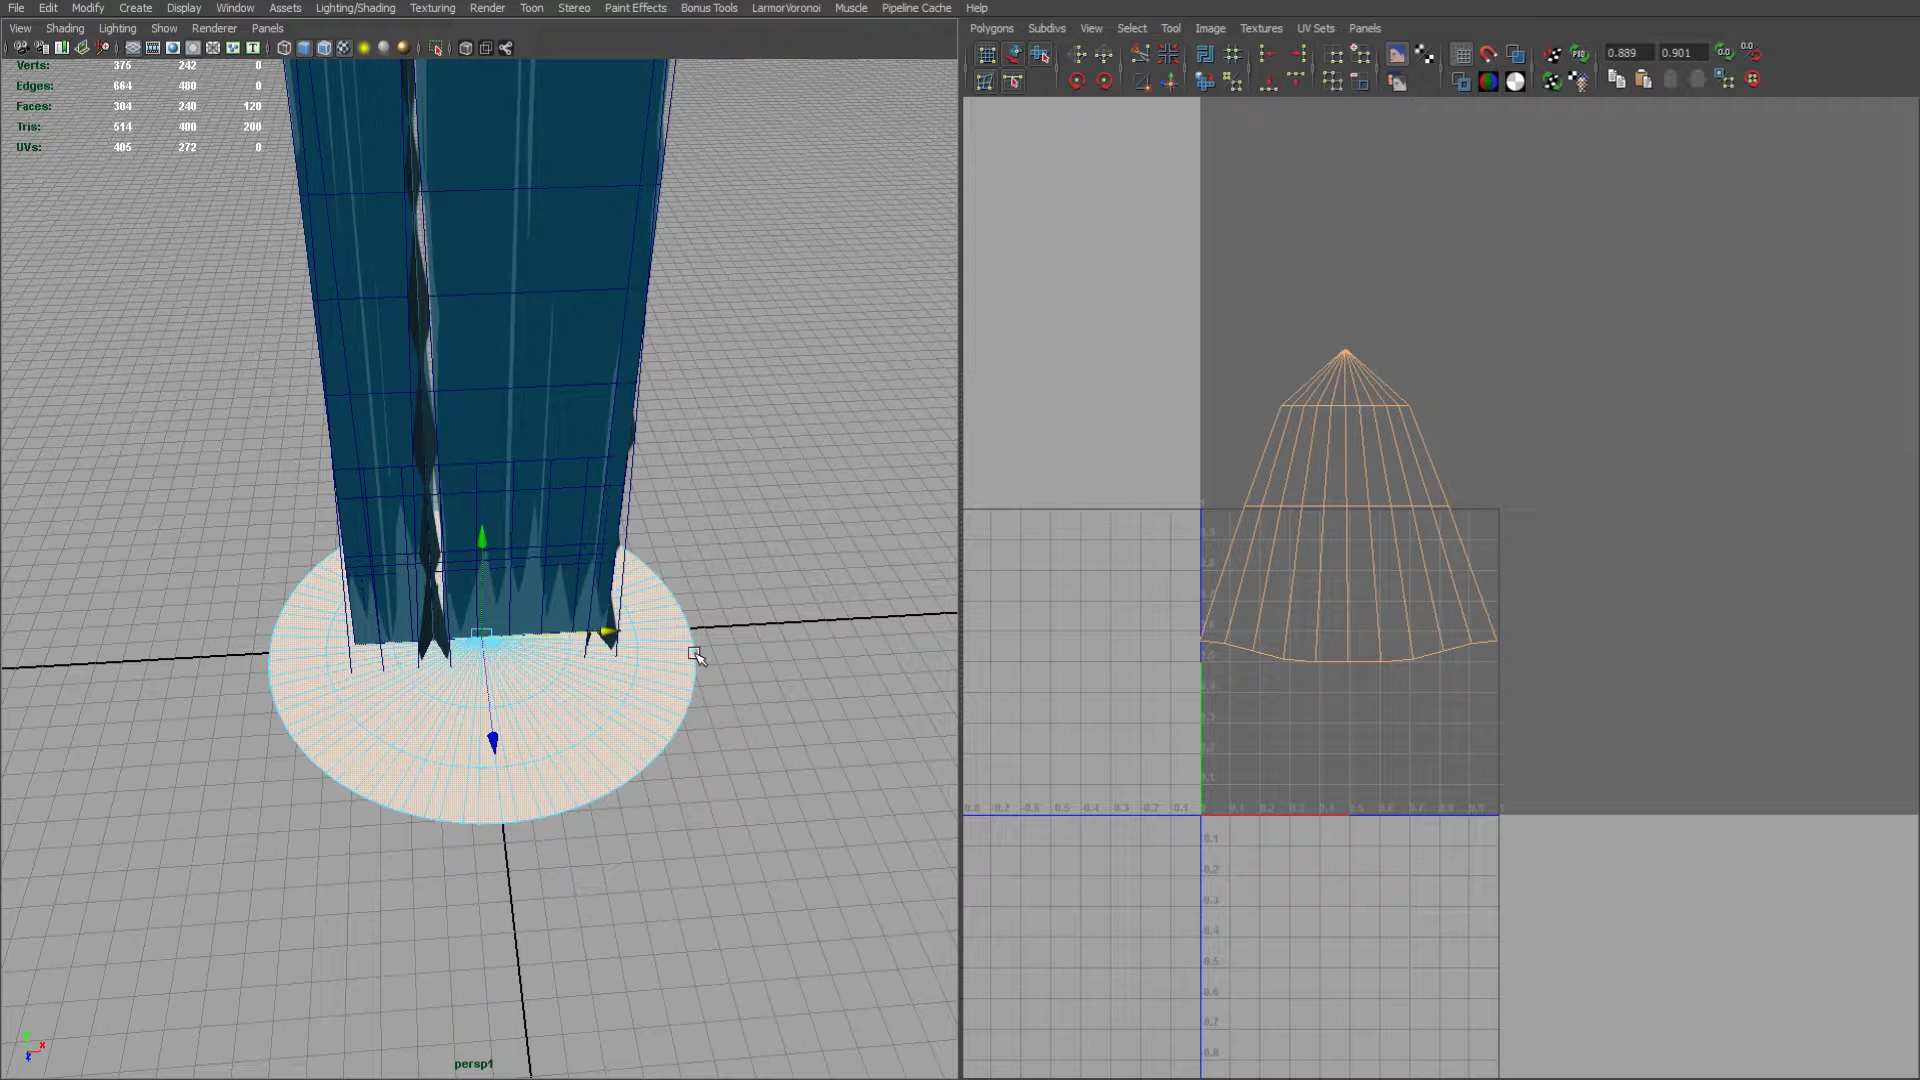 File Edit Modify Create Display Window Assets Lighting/Shading Texturing Render Toon Stereo Paint Effects Bonus Tools LarmorVoronoi Muscle Pipeline Cache Help
View Shading Lighting Show Renderer Panels
Polygons Subdivs View Select Tool Image Textures UV Sets Panels
0.889 0.901
Verts: 375 242 0
Edges: 664 480 0
Faces: 304 240 120
Tris: 514 400 200
UVs: 405 272 0
persp1